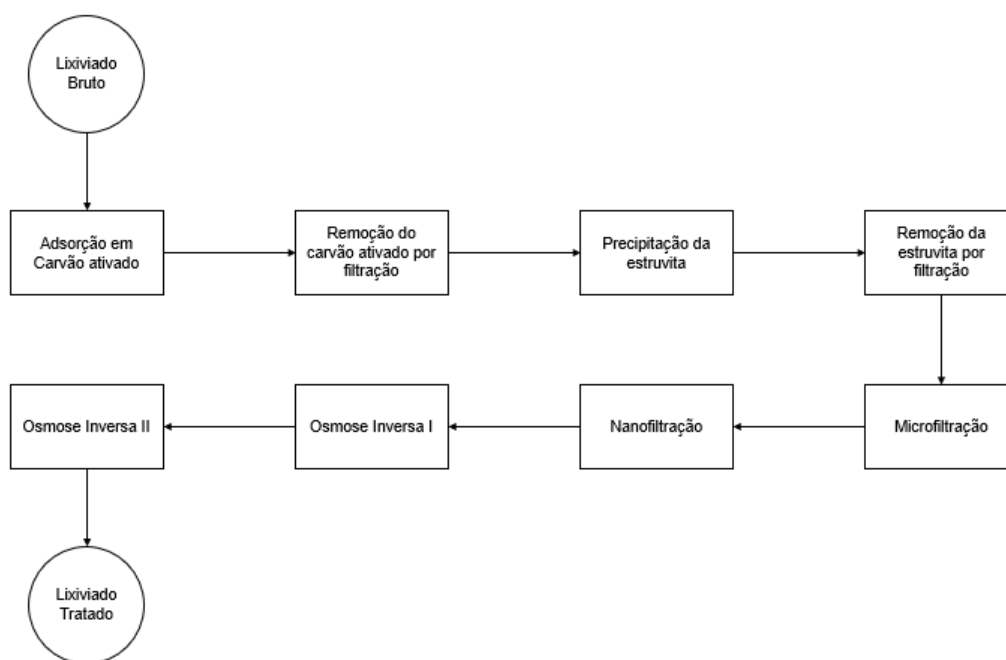 Lixiviado
Bruto
Adsorção em
Carvão ativado
Remoção do
carvão ativado por
filtração
Precipitação da
estruvita
Remoção da
estruvita por
filtração
Microfiltração
Nanofiltração
Osmose Inversa I
Osmose Inversa II
Lixiviado
Tratado